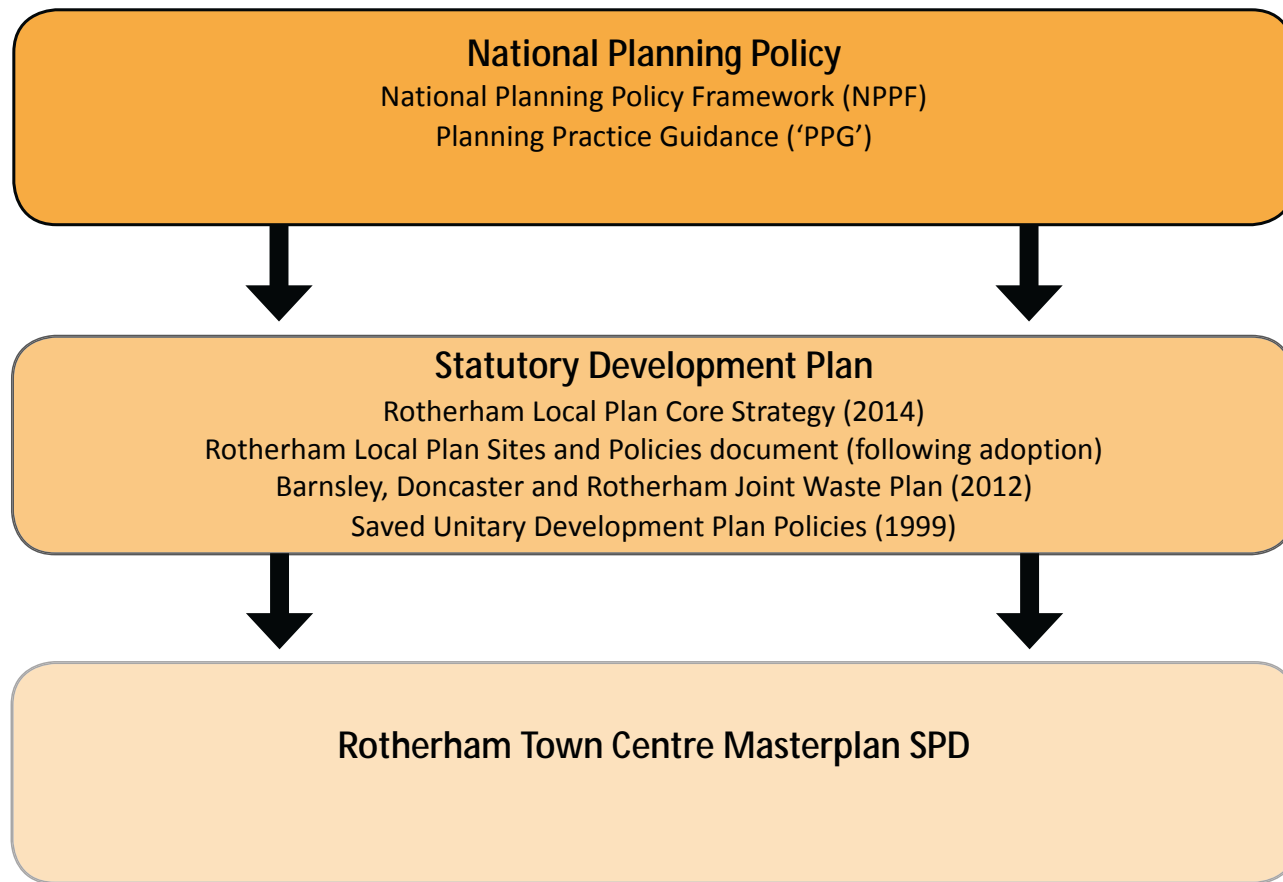 National Planning Policy
National Planning Policy Framework (NPPF)
Planning Practice Guidance (‘PPG’)
Statutory Development Plan
Rotherham Local Plan Core Strategy (2014)
Rotherham Local Plan Sites and Policies document (following adoption)
Barnsley, Doncaster and Rotherham Joint Waste Plan (2012)
Saved Unitary Development Plan Policies (1999)
Rotherham Town Centre Masterplan SPD